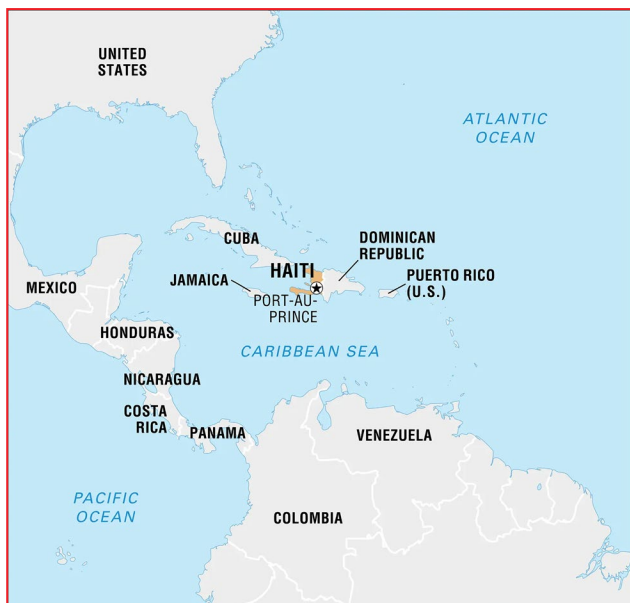 UNITED
STATES
ATLANTIC
OCEAN
CUBA
DOMINICAN
REPUBLIC
HAITI
JAMAICA
PUERTO RICO
(U.S.)
MEXICO
PORT-AU-
PRINCE
HONDURAS
CARIBBEAN SEA
NICARAGUA
COSTA
RICA
PANAMA
VENEZUELA
PACIFIC
OCEAN
COLOMBIA